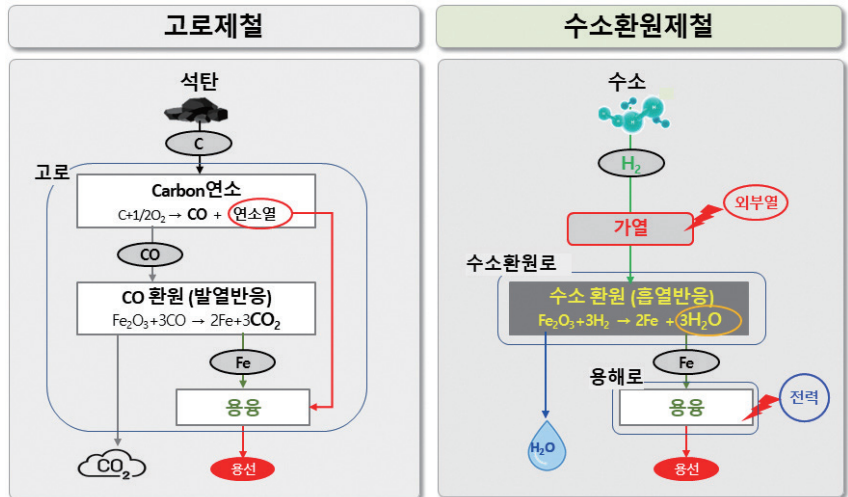 고로제철
석탄
C
고로
Carbon연소
C+1/2O₂ → CO + 연소열
CO
CO 환원 (발열반응)
Fe₂O₃+3CO → 2Fe+3CO₂
Fe
용융
CO₂
용선
수소환원제철
수소
H₂
외부열
가열
수소환원로
수소 환원 (흡열반응)
Fe₂O₃+3H₂ → 2Fe + 3H₂O
Fe
용해로
전력
용융
H₂O
용선